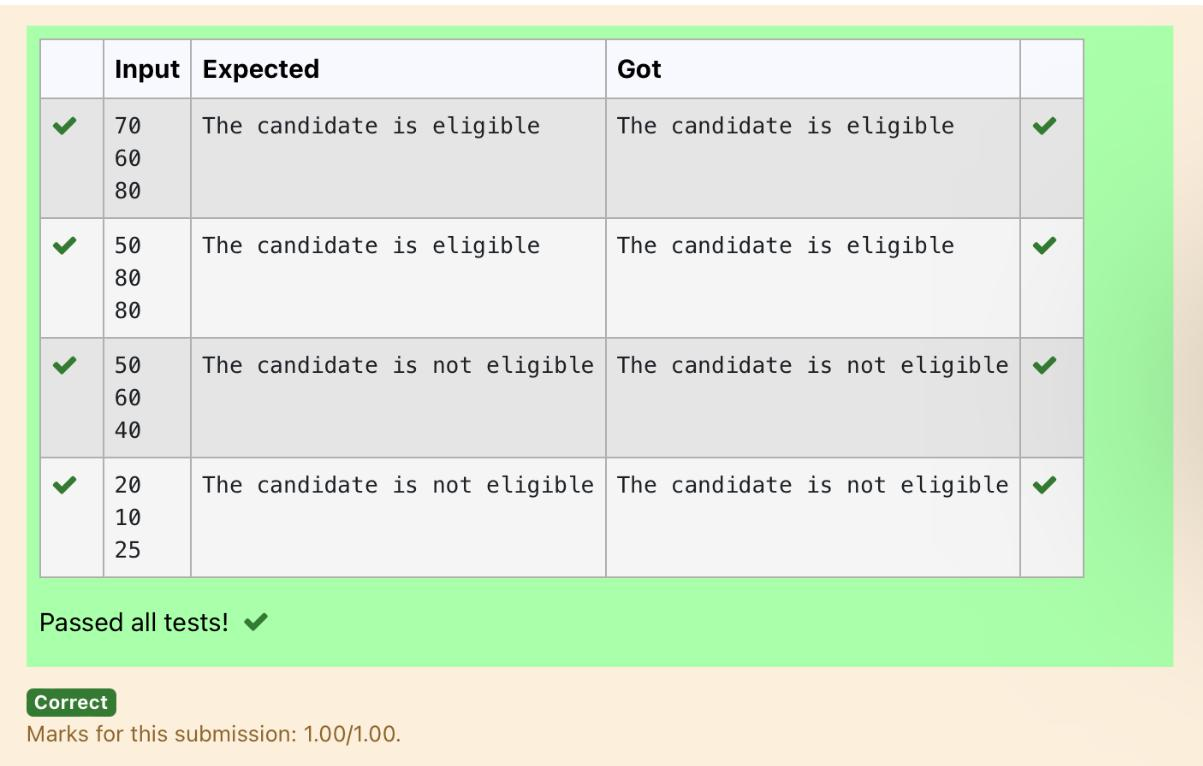 Input Expected Got
70 The candidate is eligible The candidate is eligible
60
80
50 The candidate is eligible The candidate is eligible
80
80
50 The candidate is not eligible The candidate is not eligible
60
40
20 The candidate is not eligible The candidate is not eligible
10
25
Passed all tests!
Correct
Marks for this submission: 1.00/1.00.